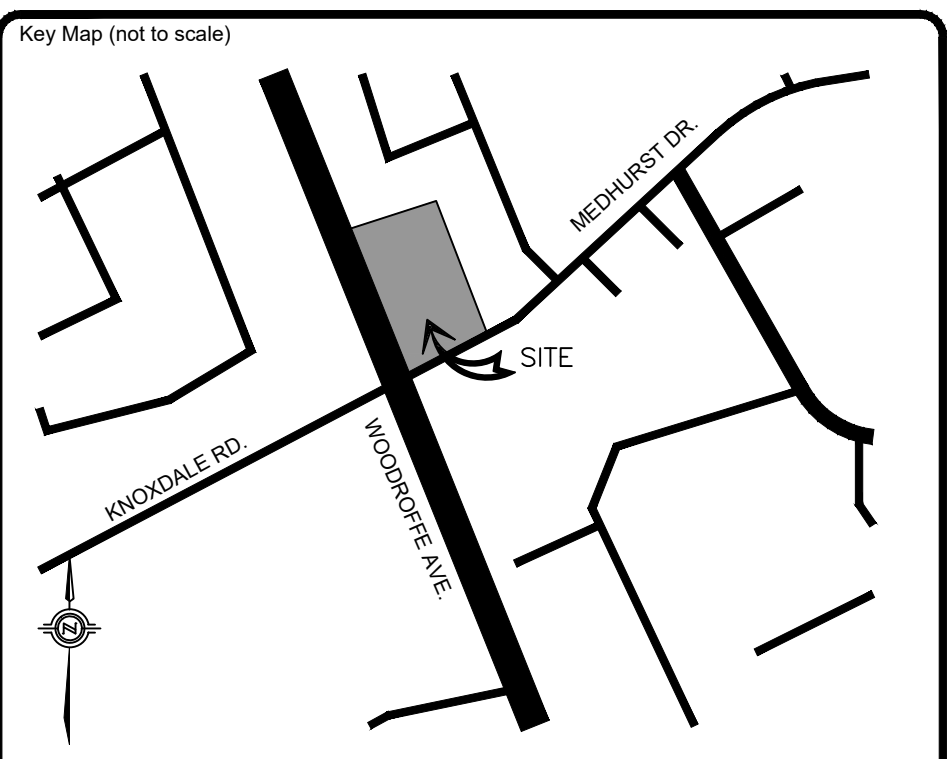 Key Map (not to scale)
MEDHURST DR.
SITE
KNOXDALE RD.
WOODROFFE AVE.
N